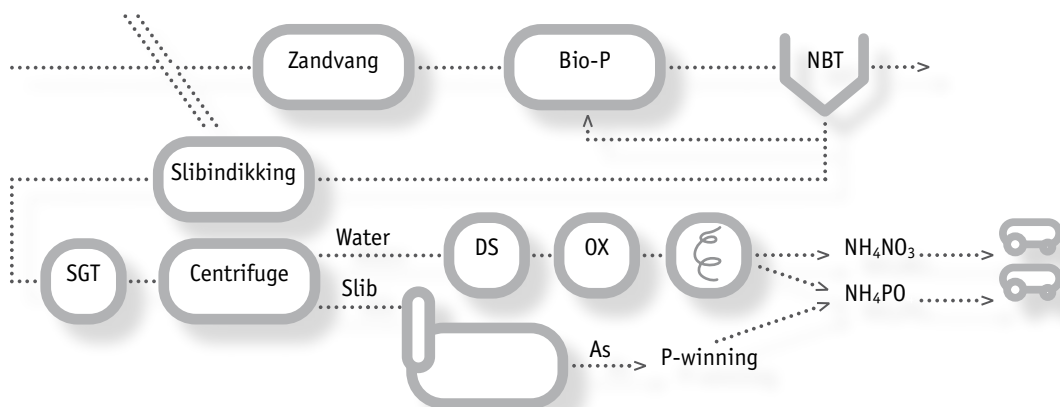 Zandvang
Bio-P
NBT
Slibindikking
Water
DS
OX
NH₄NO₃
SGT
Centrifuge
Slib
NH₄PO
As
P-winning